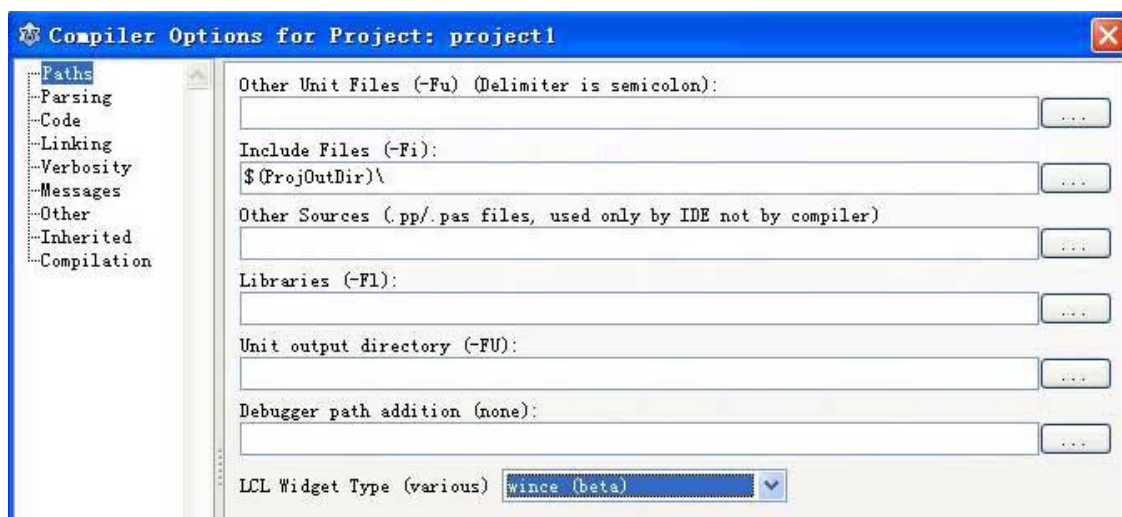 Compiler Options for Project: project1
Paths
Parsing
Code
Linking
Verbosity
Messages
Other
Inherited
Compilation
Other Unit Files (-Fu) (Delimiter is semicolon):
...
Include Files (-Fi):
$(ProjOutDir)\
...
Other Sources (.pp/.pas files, used only by IDE not by compiler)
...
Libraries (-Fl):
...
Unit output directory (-FU):
...
Debugger path addition (none):
...
LCL Widget Type (various) wince (beta)